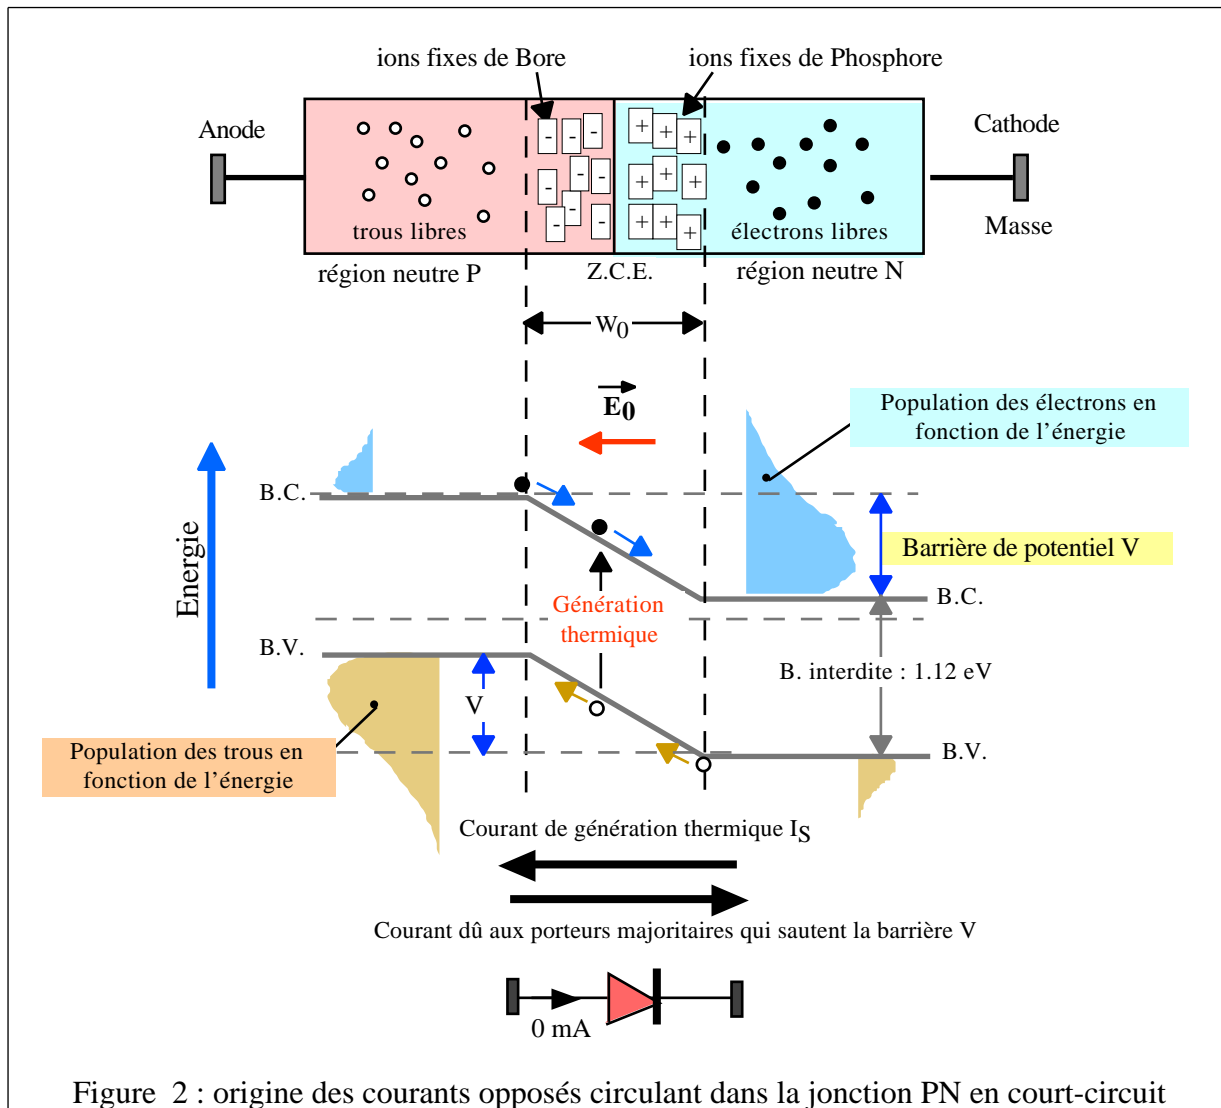 ions fixes de Bore
ions fixes de Phosphore
Anode
Cathode
- - -
- - -
- - -
+ + +
+ + +
+ + +
trous libres
électrons libres
Masse
région neutre P
Z.C.E.
région neutre N
W0
E0
Population des électrons en
fonction de l’énergie
Energie
B.C.
Barrière de potentiel V
B.C.
Génération
thermique
B.V.
V
B. interdite : 1.12 eV
Population des trous en
fonction de l’énergie
B.V.
Courant de génération thermique IS
Courant dû aux porteurs majoritaires qui sautent la barrière V
0 mA
Figure 2 : origine des courants opposés circulant dans la jonction PN en court-circuit